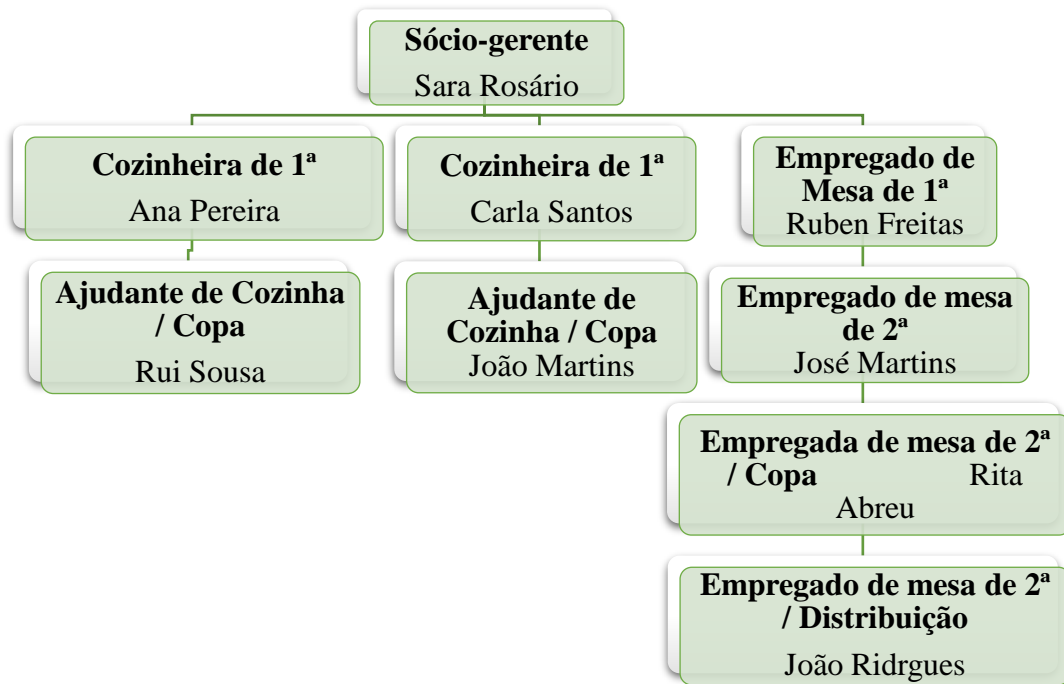 Sócio-gerente
Sara Rosário
Cozinheira de 1ª
Ana Pereira
Cozinheira de 1ª
Carla Santos
Empregado de
Mesa de 1ª
Ruben Freitas
Ajudante de Cozinha
/ Copa
Rui Sousa
Ajudante de
Cozinha / Copa
João Martins
Empregado de mesa
de 2ª
José Martins
Empregada de mesa de 2ª
/ Copa Rita
Abreu
Empregado de mesa de 2ª
/ Distribuição
João Ridrgues